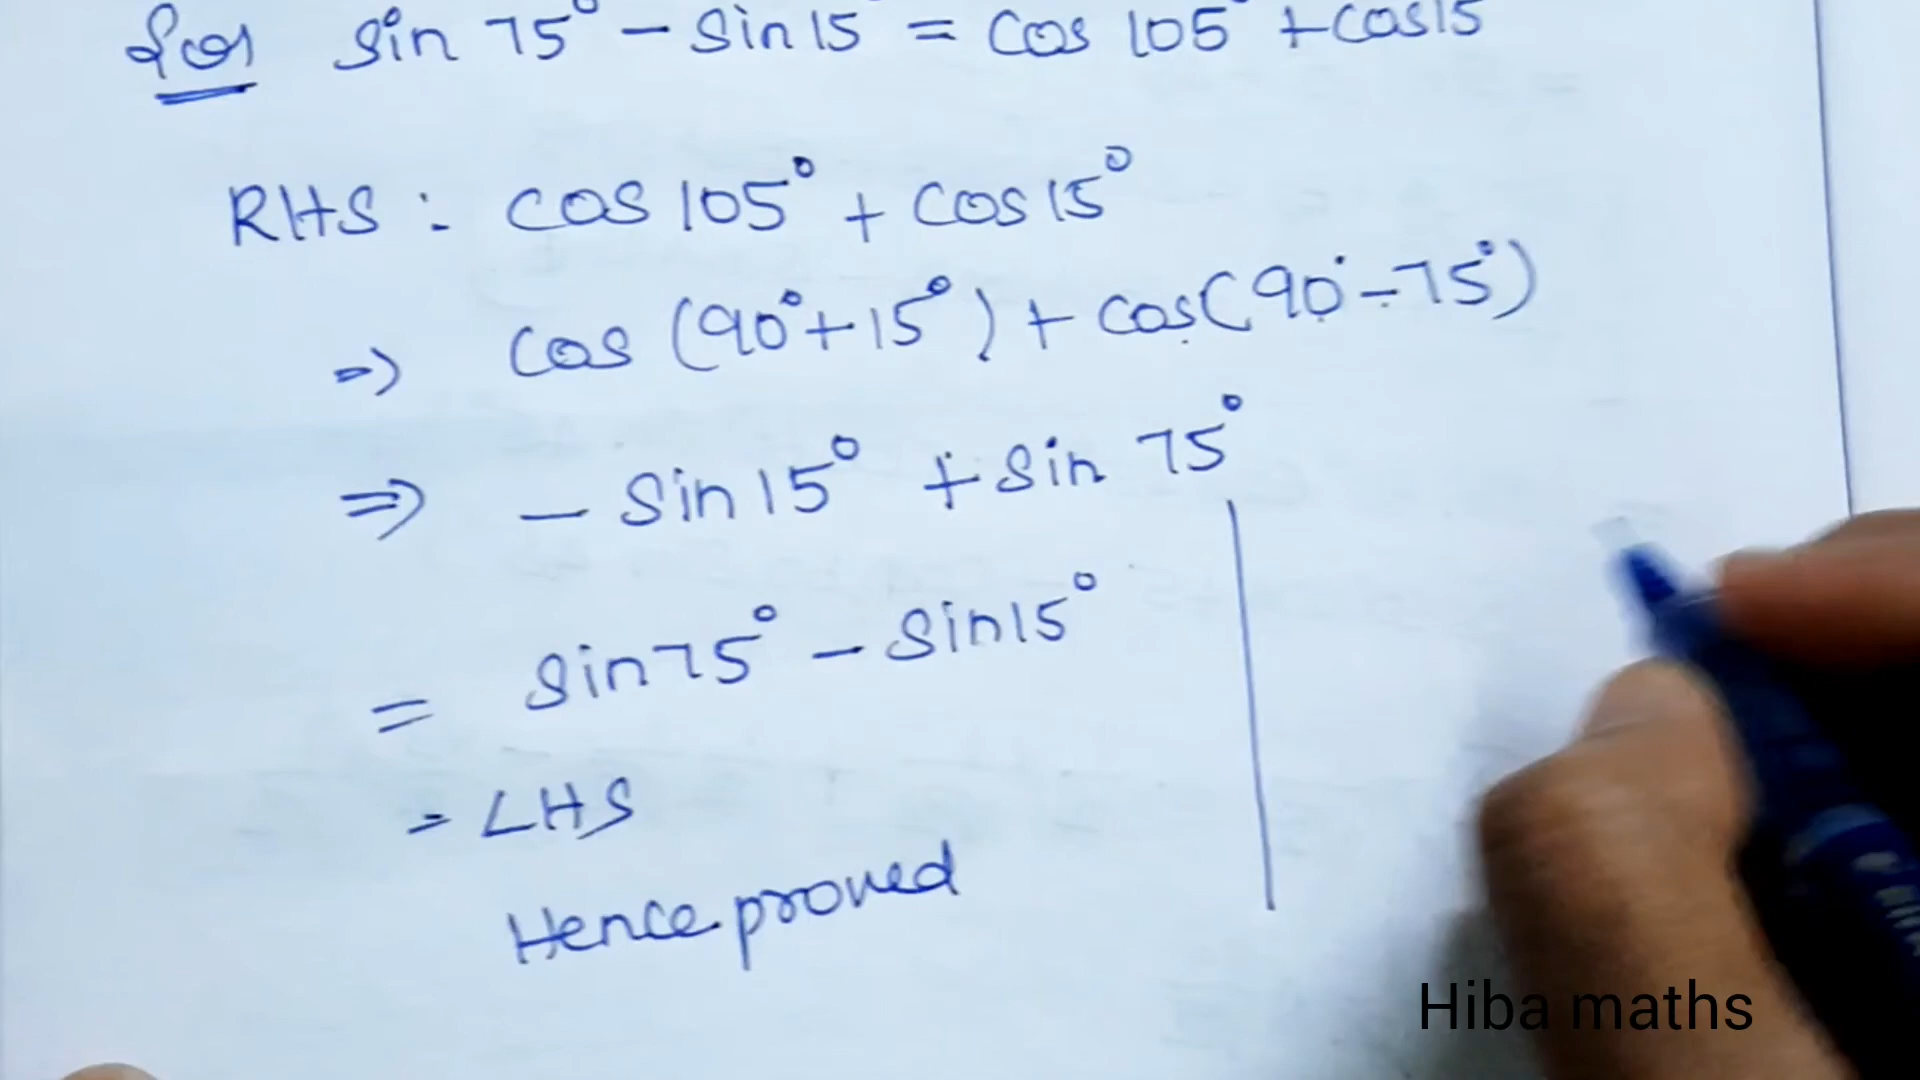 Sin 75° - Sin 15 = Cos 105° + Cos 15
RHS : Cos 105° + Cos 15°
⇒ Cos (90° + 15°) + Cos (90° - 75°)
⇒ - Sin 15° + Sin 75°
= Sin 75° - Sin 15°
= LHS
Hence proved
Hiba maths